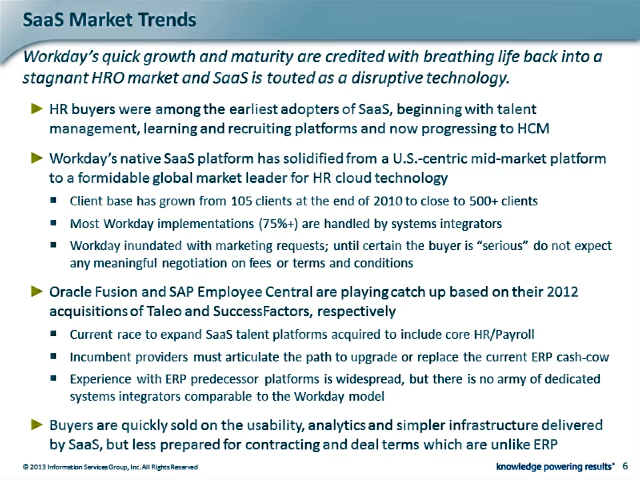 SaaS Market Trends
Workday's quick growth and maturity are credited with breathing life back into a
stagnant HRO market and SaaS is touted as a disruptive technology.
► HR buyers were among the earliest adopters of SaaS, beginning with talent
management, learning and recruiting platforms and now progressing to HCM
► Workday's native SaaS platform has solidified from a U.S.-centric mid-market platform
to a formidable global market leader for HR cloud technology
▪ Client base has grown from 105 clients at the end of 2010 to close to 500+ clients
▪ Most Workday implementations (75%+) are handled by systems integrators
▪ Workday inundated with marketing requests; until certain the buyer is "serious" do not expect
any meaningful negotiation on fees or terms and conditions
► Oracle Fusion and SAP Employee Central are playing catch up based on their 2012
acquisitions of Taleo and SuccessFactors, respectively
▪ Current race to expand SaaS talent platforms acquired to include core HR/Payroll
▪ Incumbent providers must articulate the path to upgrade or replace the current ERP cash-cow
▪ Experience with ERP predecessor platforms is widespread, but there is no army of dedicated
systems integrators comparable to the Workday model
► Buyers are quickly sold on the usability, analytics and simpler infrastructure delivered
by SaaS, but less prepared for contracting and deal terms which are unlike ERP
© 2013 Information Services Group, Inc. All Rights Reserved
knowledge powering results® 6